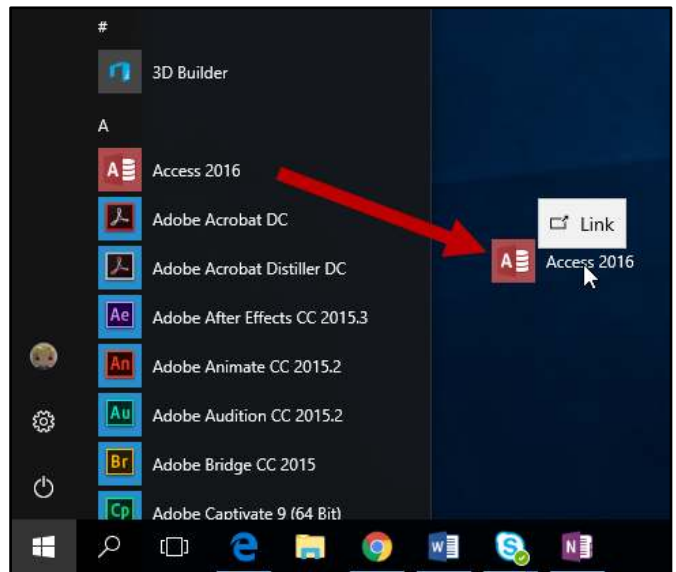 #
3D Builder
A
Access 2016
Adobe Acrobat DC
Adobe Acrobat Distiller DC
Adobe After Effects CC 2015.3
Adobe Animate CC 2015.2
Adobe Audition CC 2015.2
Adobe Bridge CC 2015
Adobe Captivate 9 (64 Bit)
Link
Access 2016